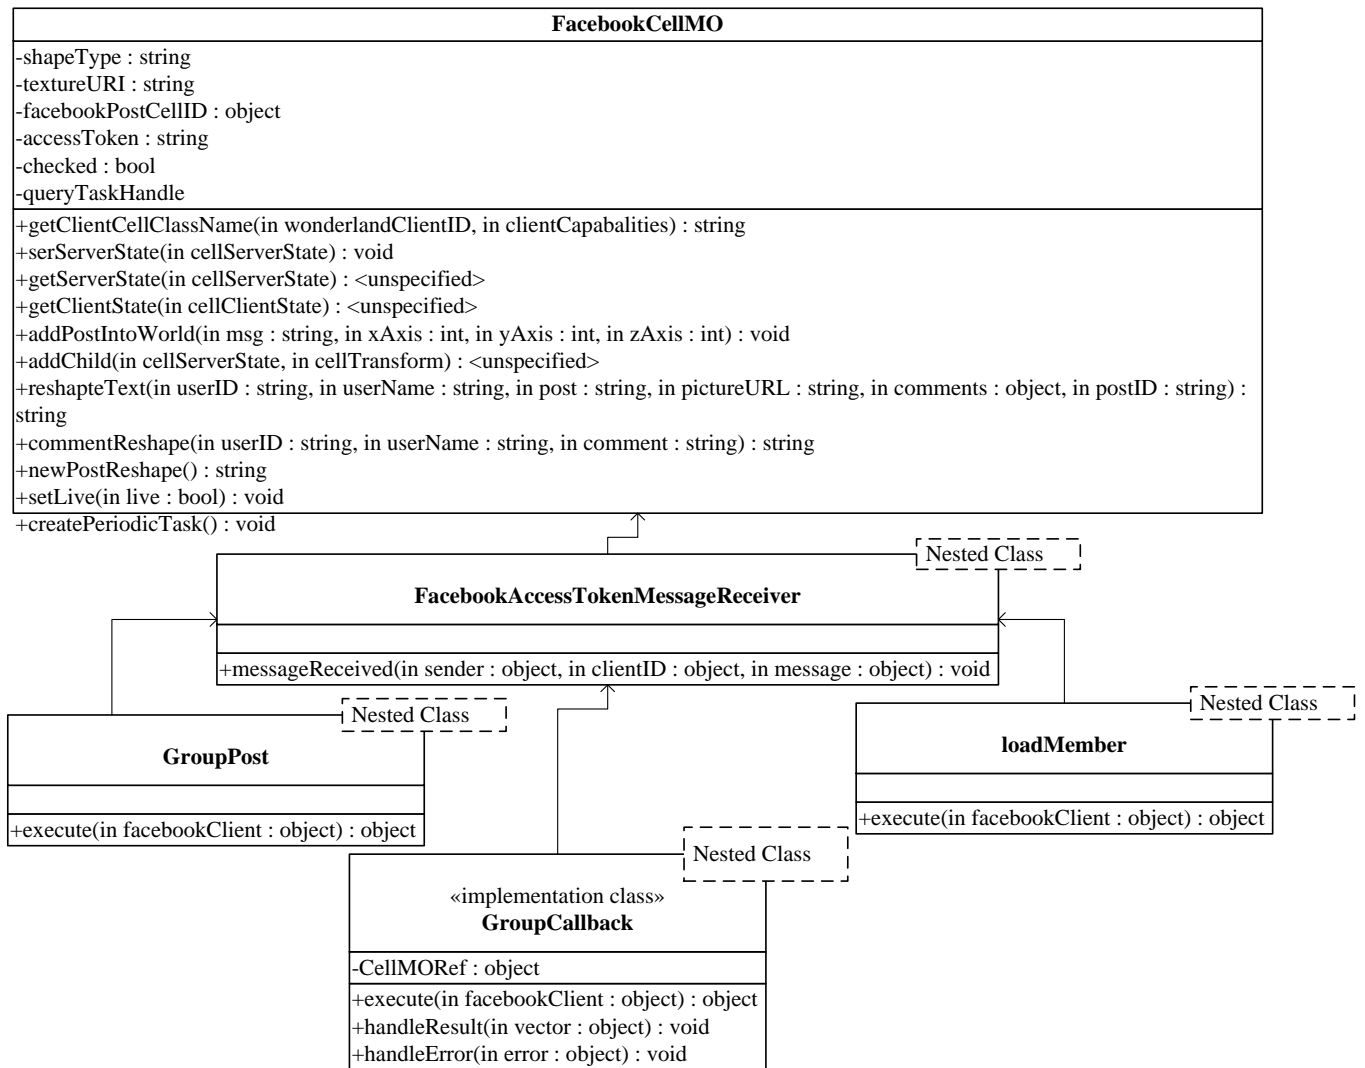 FacebookCellMO
-shapeType : string
-textureURI : string
-facebookPostCellID : object
-accessToken : string
-checked : bool
-queryTaskHandle
+getClientCellClassName(in wonderlandClientID, in clientCapabalities) : string
+serServerState(in cellServerState) : void
+getServerState(in cellServerState) : <unspecified>
+getClientState(in cellClientState) : <unspecified>
+addPostIntoWorld(in msg : string, in xAxis : int, in yAxis : int, in zAxis : int) : void
+addChild(in cellServerState, in cellTransform) : <unspecified>
+reshapteText(in userID : string, in userName : string, in post : string, in pictureURL : string, in comments : object, in postID : string) :
string
+commentReshape(in userID : string, in userName : string, in comment : string) : string
+newPostReshape() : string
+setLive(in live : bool) : void
+createPeriodicTask() : void
Nested Class
FacebookAccessTokenMessageReceiver
+messageReceived(in sender : object, in clientID : object, in message : object) : void
Nested Class
GroupPost
+execute(in facebookClient : object) : object
Nested Class
loadMember
+execute(in facebookClient : object) : object
Nested Class
«implementation class»
GroupCallback
-CellMORef : object
+execute(in facebookClient : object) : object
+handleResult(in vector : object) : void
+handleError(in error : object) : void